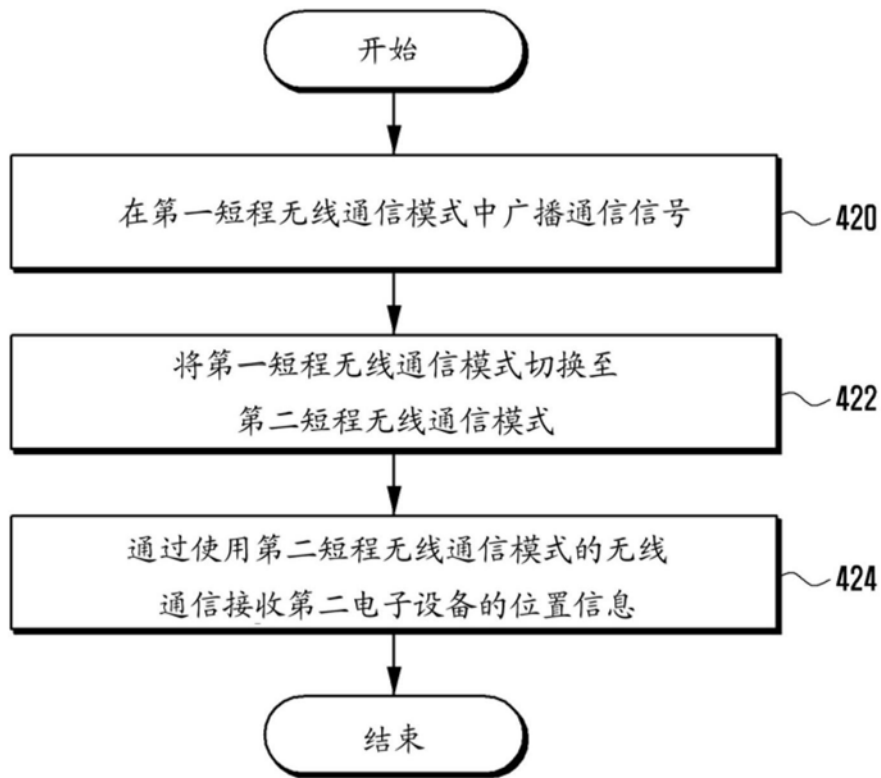 开始
在第一短程无线通信模式中广播通信信号
420
将第一短程无线通信模式切换至
第二短程无线通信模式
422
通过使用第二短程无线通信模式的无线
通信接收第二电子设备的位置信息
424
结束